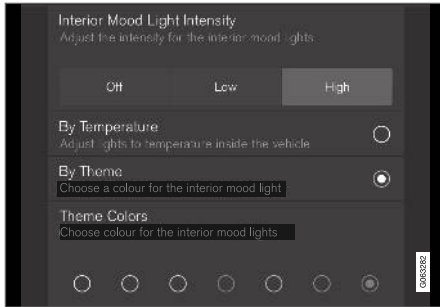 Interior Mood Light Intensity
Adjust the intensity for the interior mood lights
Off Low High
By Temperature
Adjust lights to temperature inside the vehicle
By Theme
Choose a colour for the interior mood light
Theme Colors
Choose colour for the interior mood lights
G063282